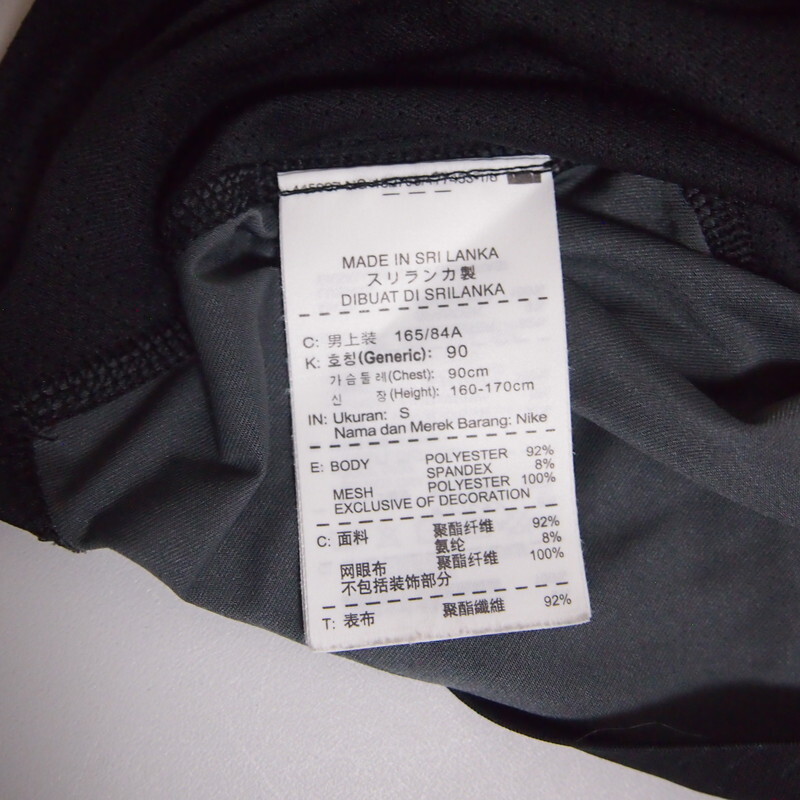 MADE IN SRI LANKA
スリランカ製
DIBUAT DI SRILANKA
C: 男上装 165/84A
K: 호칭(Generic): 90
가슴둘레(Chest): 90cm
신 장(Height): 160-170cm
IN: Ukuran: S
Nama dan Merek Barang: Nike
E: BODY POLYESTER 92%
SPANDEX 8%
MESH POLYESTER 100%
EXCLUSIVE OF DECORATION
C: 面料 聚酯纤维 92%
氨纶 8%
网眼布 聚酯纤维 100%
不包括装饰部分
T: 表布 聚酯纖維 92%